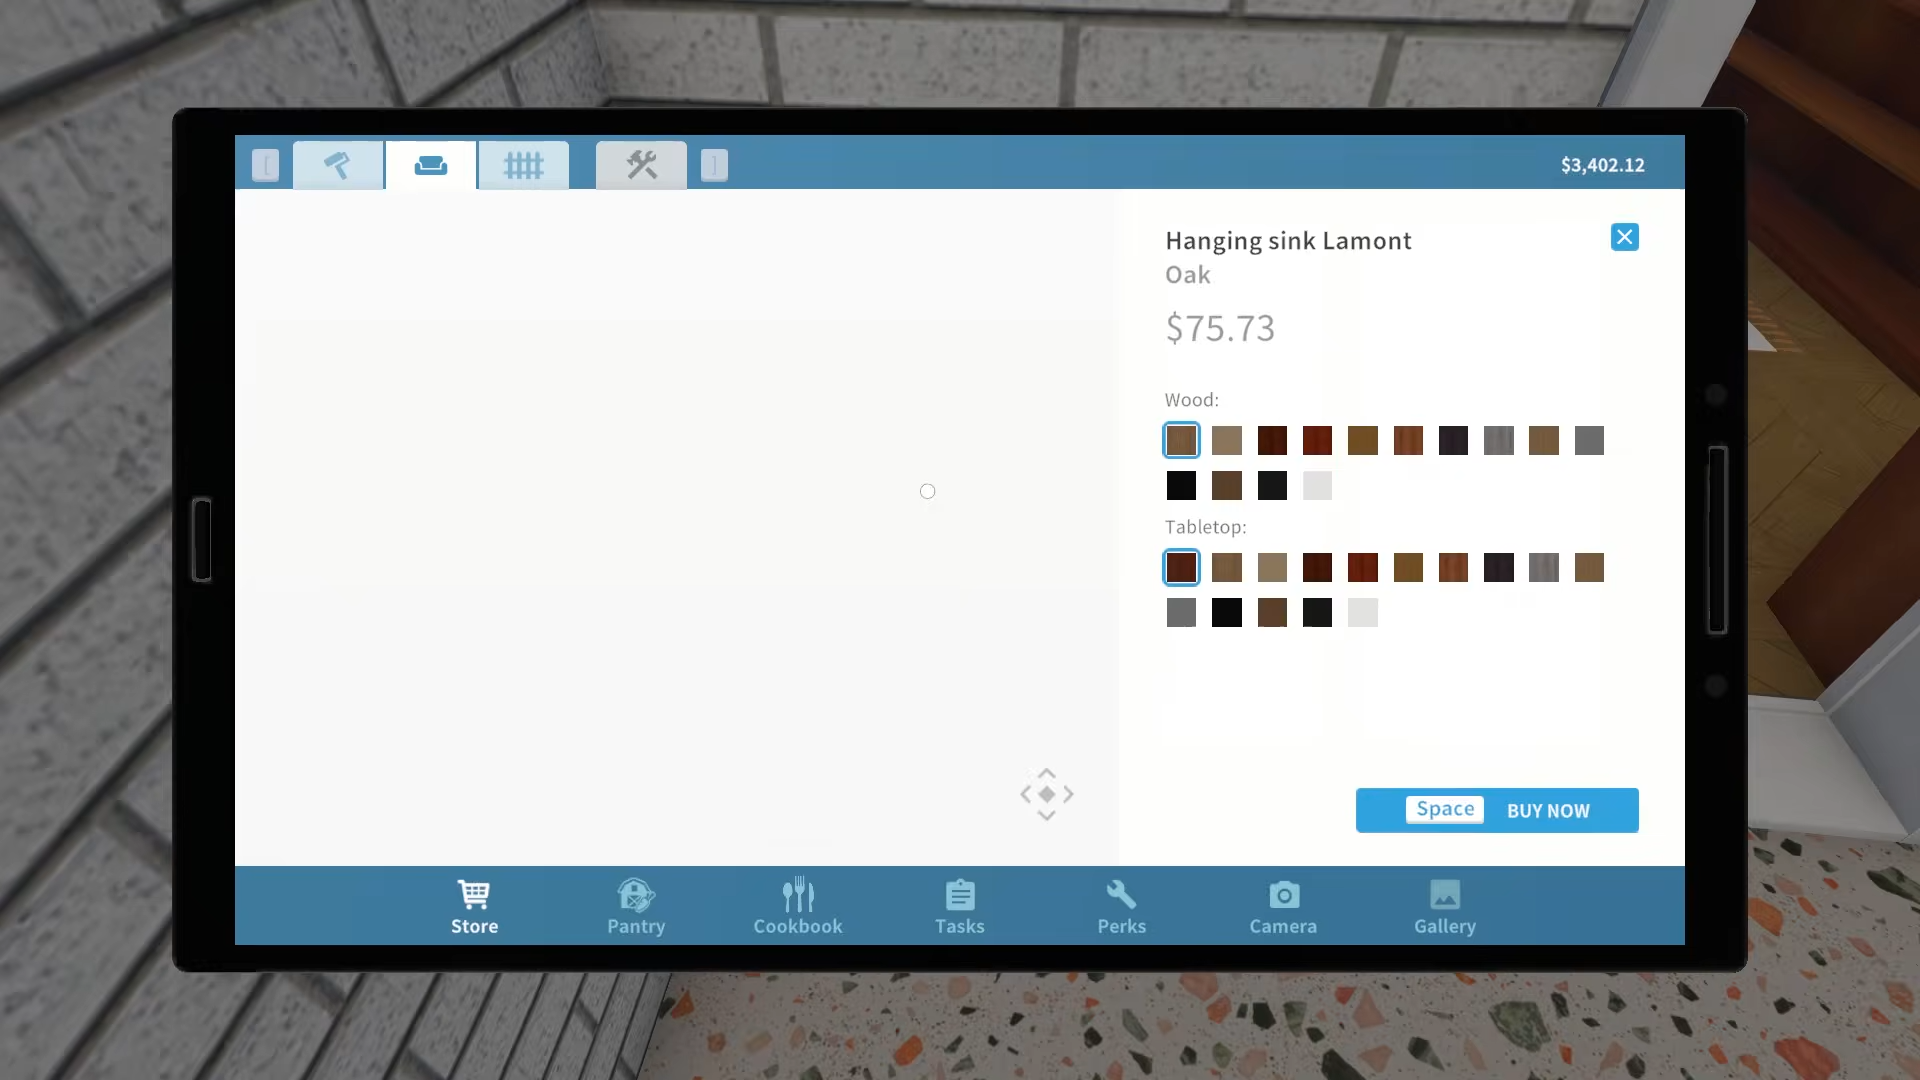 [
]
$3,402.12
Hanging sink Lamont
Oak
$75.73
Wood:
Tabletop:
Space BUY NOW
Store
Pantry
Cookbook
Tasks
Perks
Camera
Gallery